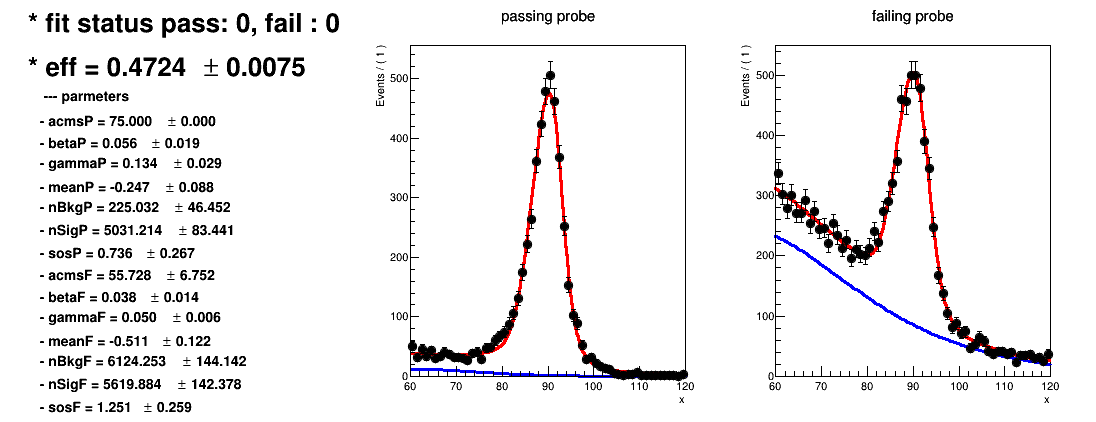 * fit status pass: 0, fail : 0
* eff = 0.4724 ± 0.0075
--- parmeters
- acmsP = 75.000 ± 0.000
- betaP = 0.056 ± 0.019
- gammaP = 0.134 ± 0.029
- meanP = -0.247 ± 0.088
- nBkgP = 225.032 ± 46.452
- nSigP = 5031.214 ± 83.441
- sosP = 0.736 ± 0.267
- acmsF = 55.728 ± 6.752
- betaF = 0.038 ± 0.014
- gammaF = 0.050 ± 0.006
- meanF = -0.511 ± 0.122
- nBkgF = 6124.253 ± 144.142
- nSigF = 5619.884 ± 142.378
- sosF = 1.251 ± 0.259
passing probe
Events / ( 1 )
500
400
300
200
100
0
60 70 80 90 100 110 120
x
failing probe
Events / ( 1 )
500
400
300
200
100
0
60 70 80 90 100 110 120
x